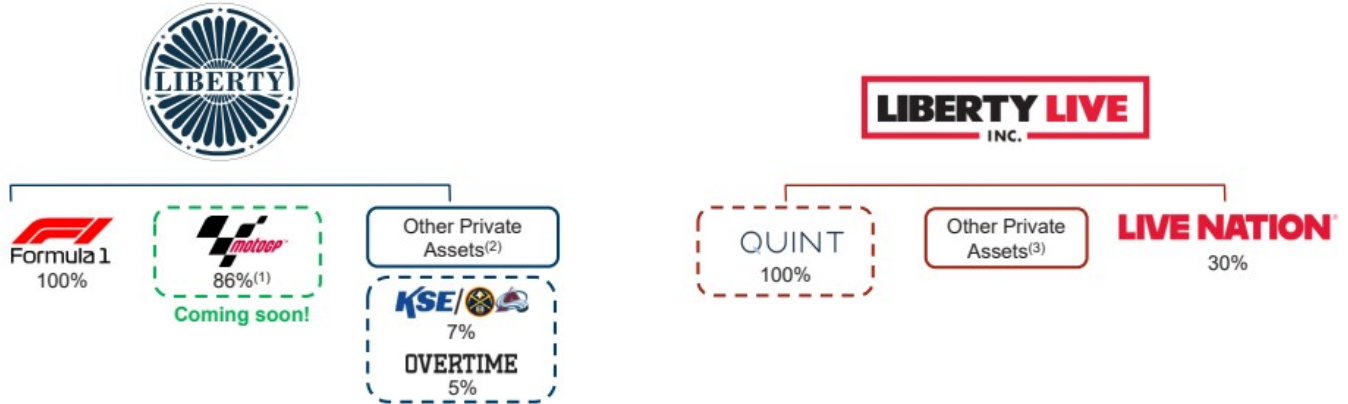 LIBERTY
Formula 1
100%
motoGP™
86%(1)
Coming soon!
Other Private
Assets(2)
KSE/
7%
OVERTIME
5%
LIBERTY LIVE
INC.
QUINT
100%
Other Private
Assets(3)
LIVE NATION®
30%